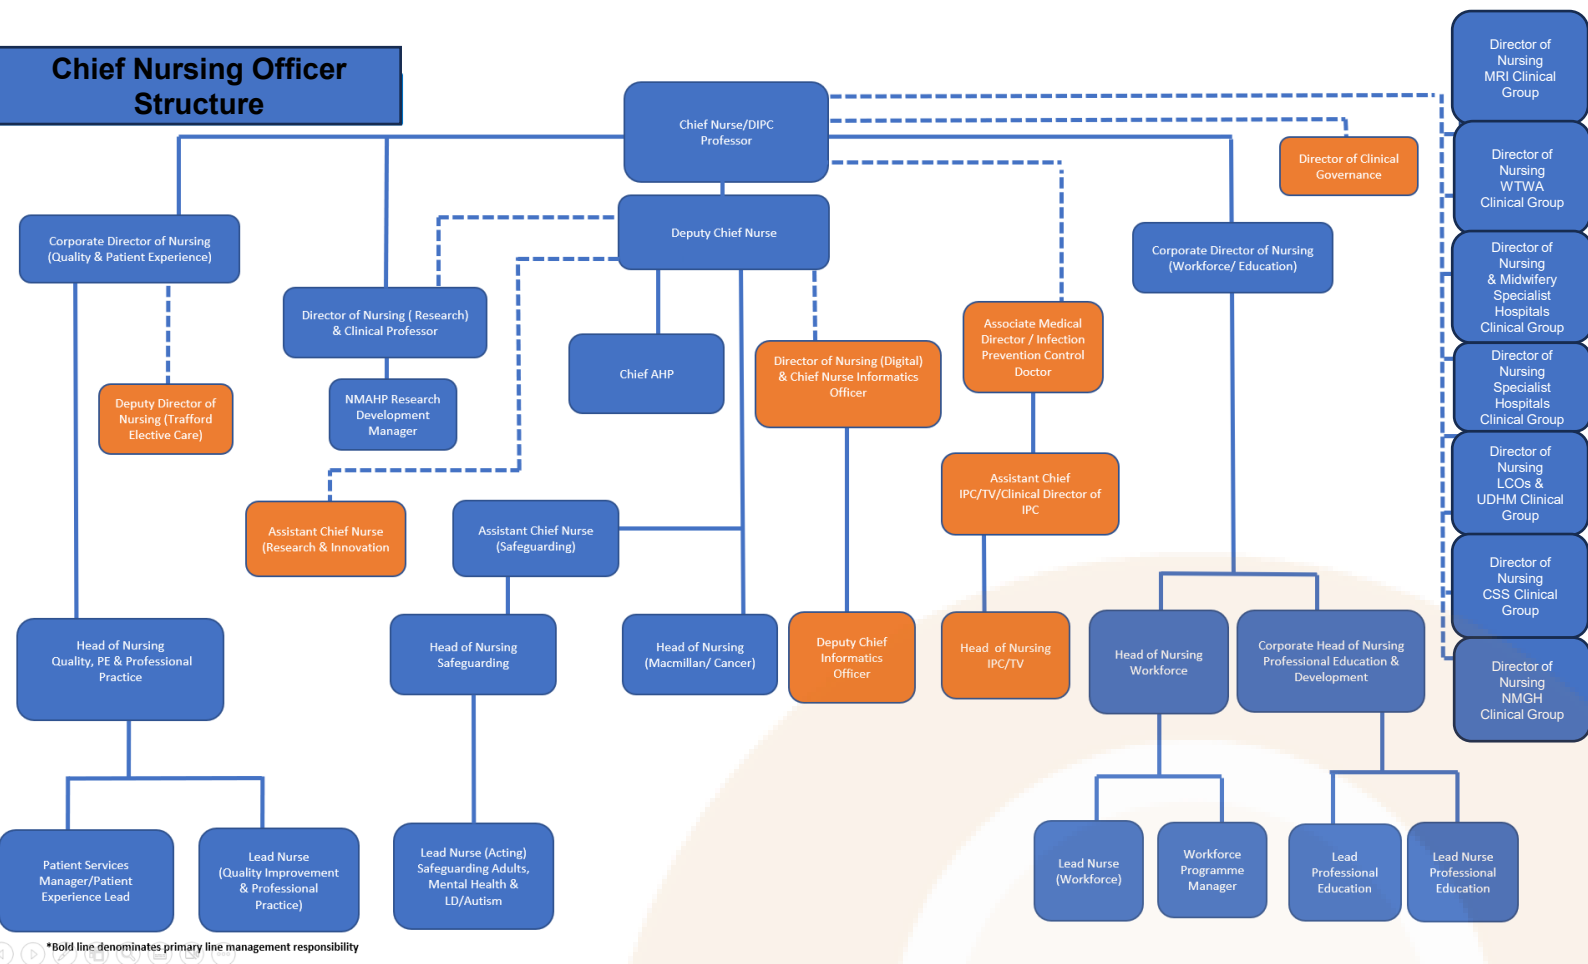 Chief Nursing Officer
Structure
Chief Nurse/DIPC
Professor
Director of Clinical
Governance
Deputy Chief Nurse
Corporate Director of Nursing
(Quality & Patient Experience)
Corporate Director of Nursing
(Workforce/ Education)
Director of Nursing ( Research)
& Clinical Professor
Chief AHP
Director of Nursing (Digital)
& Chief Nurse Informatics
Officer
Associate Medical
Director / Infection
Prevention Control
Doctor
Deputy Director of
Nursing (Trafford
Elective Care)
NMAHP Research
Development
Manager
Assistant Chief Nurse
(Research & Innovation
Assistant Chief Nurse
(Safeguarding)
Assistant Chief
IPC/TV/Clinical Director of
IPC
Head of Nursing
Quality, PE & Professional
Practice
Head of Nursing
Safeguarding
Head of Nursing
(Macmillan/ Cancer)
Deputy Chief
Informatics
Officer
Head  of Nursing
IPC/TV
Head of Nursing
Workforce
Corporate Head of Nursing
Professional Education &
Development
Patient Services
Manager/Patient
Experience Lead
Lead Nurse
(Quality Improvement
& Professional
Practice)
Lead Nurse (Acting)
Safeguarding Adults,
Mental Health &
LD/Autism
Lead Nurse
(Workforce)
Workforce
Programme
Manager
Lead
Professional
Education
Lead Nurse
Professional
Education
Director of
Nursing
MRI Clinical
Group
Director of
Nursing
WTWA
Clinical Group
Director of
Nursing
& Midwifery
Specialist
Hospitals
Clinical Group
Director of
Nursing
Specialist
Hospitals
Clinical Group
Director of
Nursing
LCOs &
UDHM Clinical
Group
Director of
Nursing
CSS Clinical
Group
Director of
Nursing
NMGH
Clinical Group
*Bold line denominates primary line management responsibility